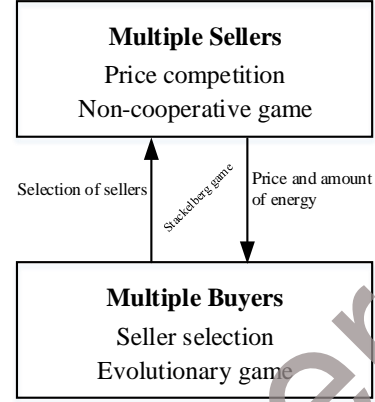 Multiple Sellers
Price competition
Non-cooperative game
Selection of sellers
Stackelberg game
Price and amount
of energy
Multiple Buyers
Seller selection
Evolutionary game